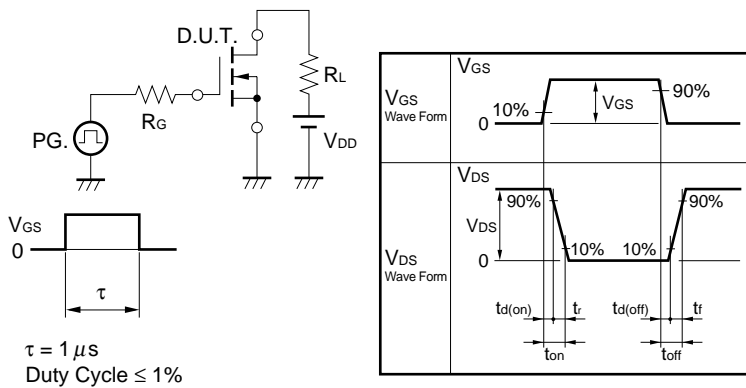 D.U.T.
RL
RG
PG.
VDD
VGS
0
τ
τ = 1 μs
Duty Cycle ≤ 1%
VGS
Wave Form
VGS
10%
VGS
90%
0
VDS
Wave Form
VDS
90%
VDS
10%
10%
90%
0
td(on)
tr
td(off)
tf
ton
toff